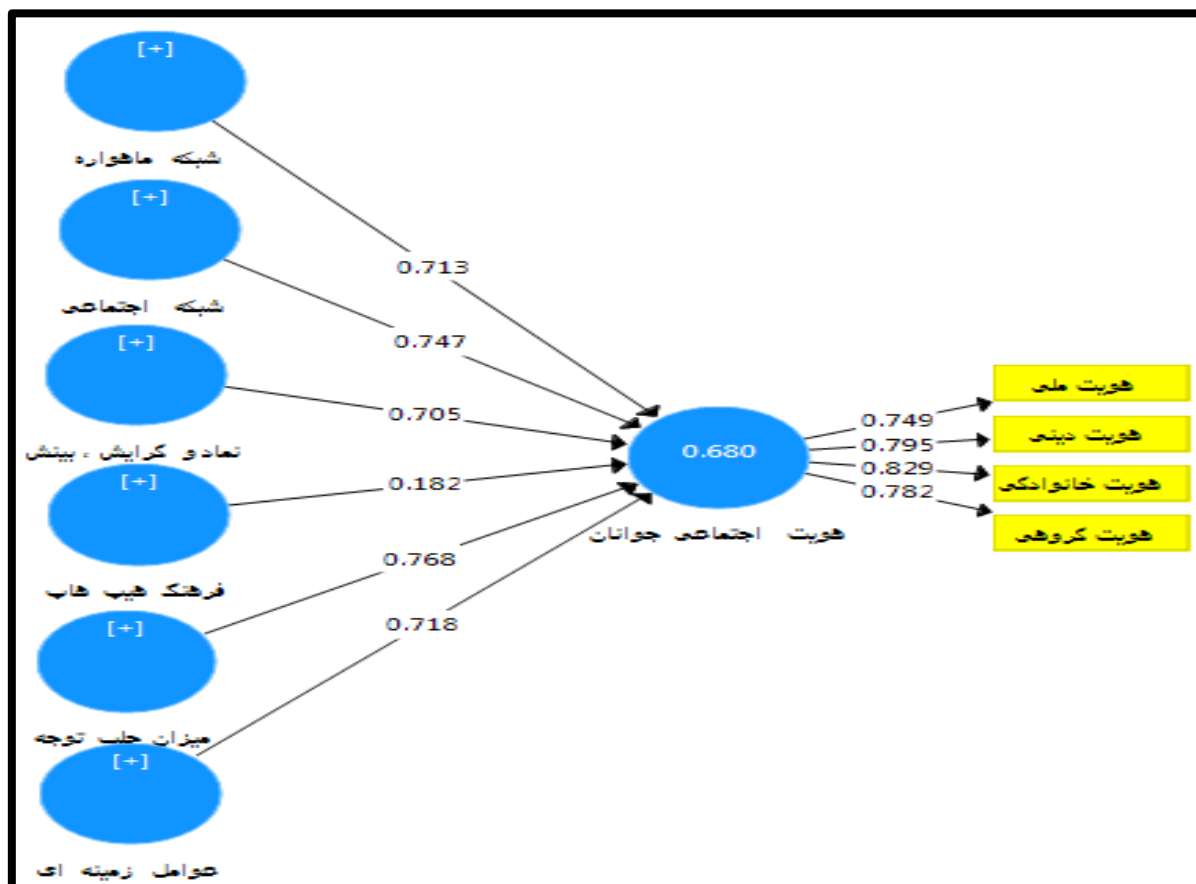 [+]
شبکه ماهواره
[+]
شبکه اجتماعی
[+]
نماد و گرایش ، بینش
[+]
فرهنگ هیپ هاپ
[+]
میزان جلب توجه
[+]
عوامل زمینه ای
0.713
0.747
0.705
0.182
0.768
0.718
0.680
هویت اجتماعی جوانان
0.749
0.795
0.829
0.782
هویت ملی
هویت دینی
هویت خانوادگی
هویت گروهی